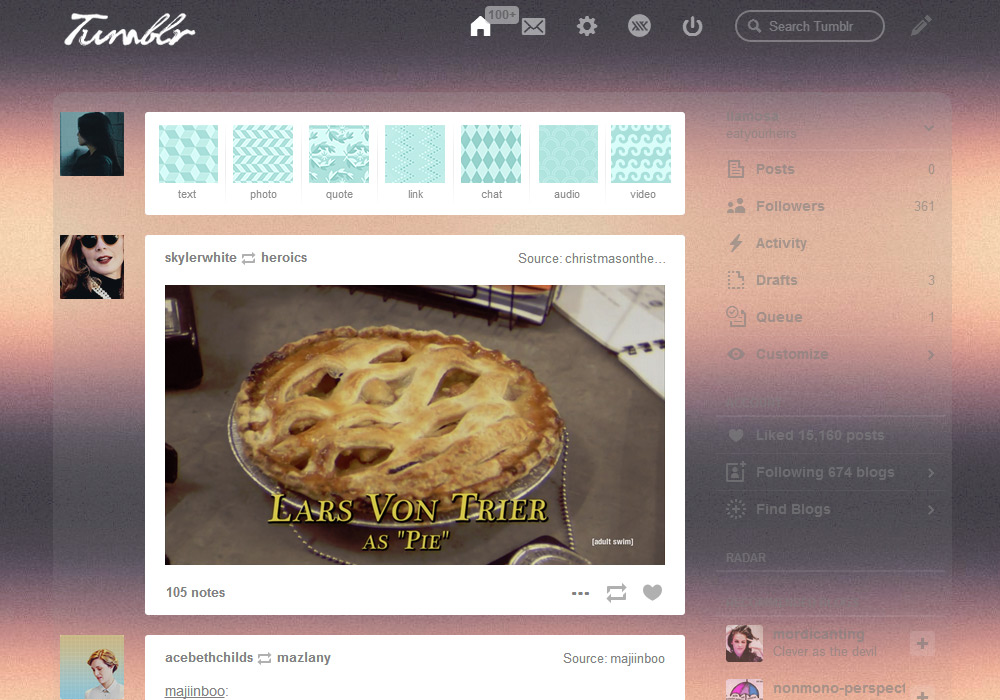 Tumblr
100+
Search Tumblr
eatyourheirs
text photo quote link chat audio video
Posts 0
Followers 361
Activity
Drafts 3
Queue 1
Customize
skylerwhite heroics Source: christmasonthe...
LARS VON TRIER
AS "PIE"
[adult swim]
105 notes
Liked 15,160 posts
Following 674 blogs
Find Blogs
RADAR
mordicanting
Clever as the devil
nonmono-perspect
acebethchilds mazlany Source: majiinboo
majiinboo: